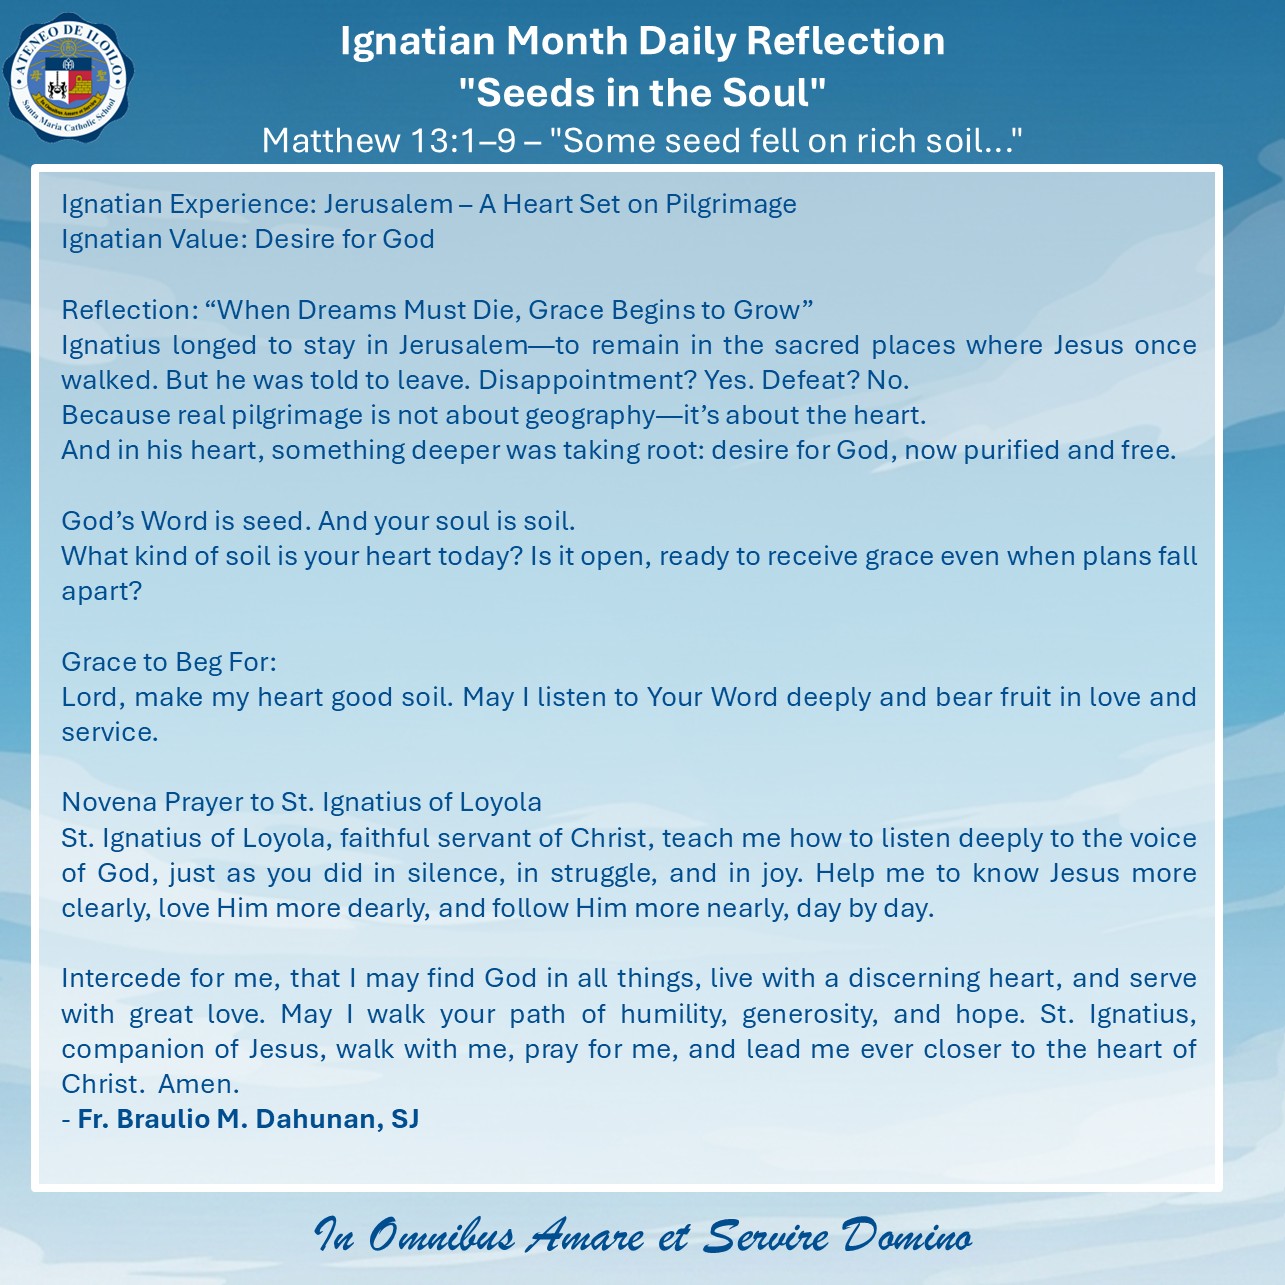 ATENEO DE ILOILO
Santa Maria Catholic School
Ignatian Month Daily Reflection
"Seeds in the Soul"
Matthew 13:1–9 – "Some seed fell on rich soil..."
Ignatian Experience: Jerusalem – A Heart Set on Pilgrimage
Ignatian Value: Desire for God
Reflection: “When Dreams Must Die, Grace Begins to Grow”
Ignatius longed to stay in Jerusalem—to remain in the sacred places where Jesus once
walked. But he was told to leave. Disappointment? Yes. Defeat? No.
Because real pilgrimage is not about geography—it’s about the heart.
And in his heart, something deeper was taking root: desire for God, now purified and free.
God’s Word is seed. And your soul is soil.
What kind of soil is your heart today? Is it open, ready to receive grace even when plans fall
apart?
Grace to Beg For:
Lord, make my heart good soil. May I listen to Your Word deeply and bear fruit in love and
service.
Novena Prayer to St. Ignatius of Loyola
St. Ignatius of Loyola, faithful servant of Christ, teach me how to listen deeply to the voice
of God, just as you did in silence, in struggle, and in joy. Help me to know Jesus more
clearly, love Him more dearly, and follow Him more nearly, day by day.
Intercede for me, that I may find God in all things, live with a discerning heart, and serve
with great love. May I walk your path of humility, generosity, and hope. St. Ignatius,
companion of Jesus, walk with me, pray for me, and lead me ever closer to the heart of
Christ. Amen.
- Fr. Braulio M. Dahunan, SJ
In Omnibus Amare et Servire Domino